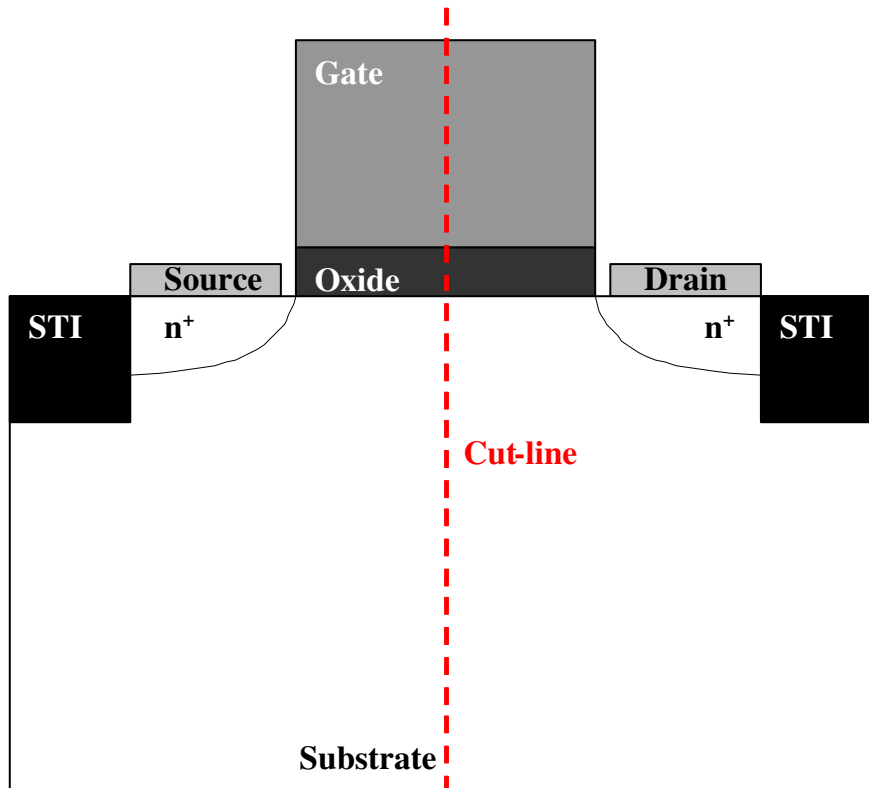 Gate
Source
Oxide
Drain
STI
n⁺
n⁺
STI
Cut-line
Substrate